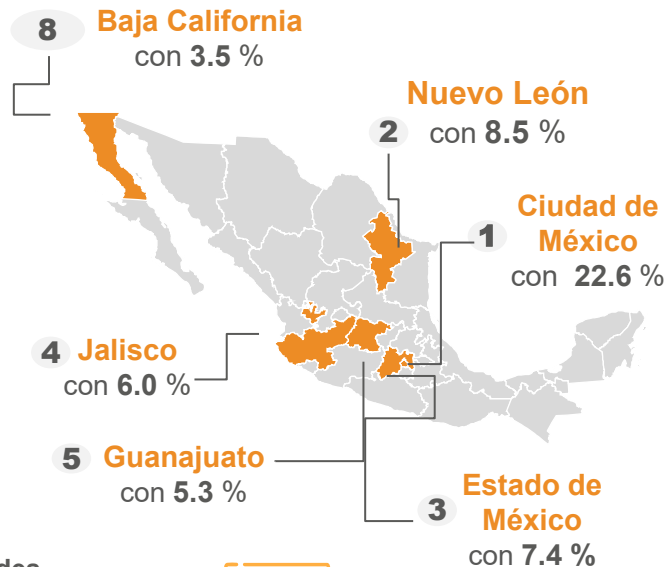 8 Baja California
con 3.5 %
Nuevo León
2 con 8.5 %
Ciudad de
1 México
con 22.6 %
4 Jalisco
con 6.0 %
5 Guanajuato
con 5.3 %
Estado de
3 México
con 7.4 %